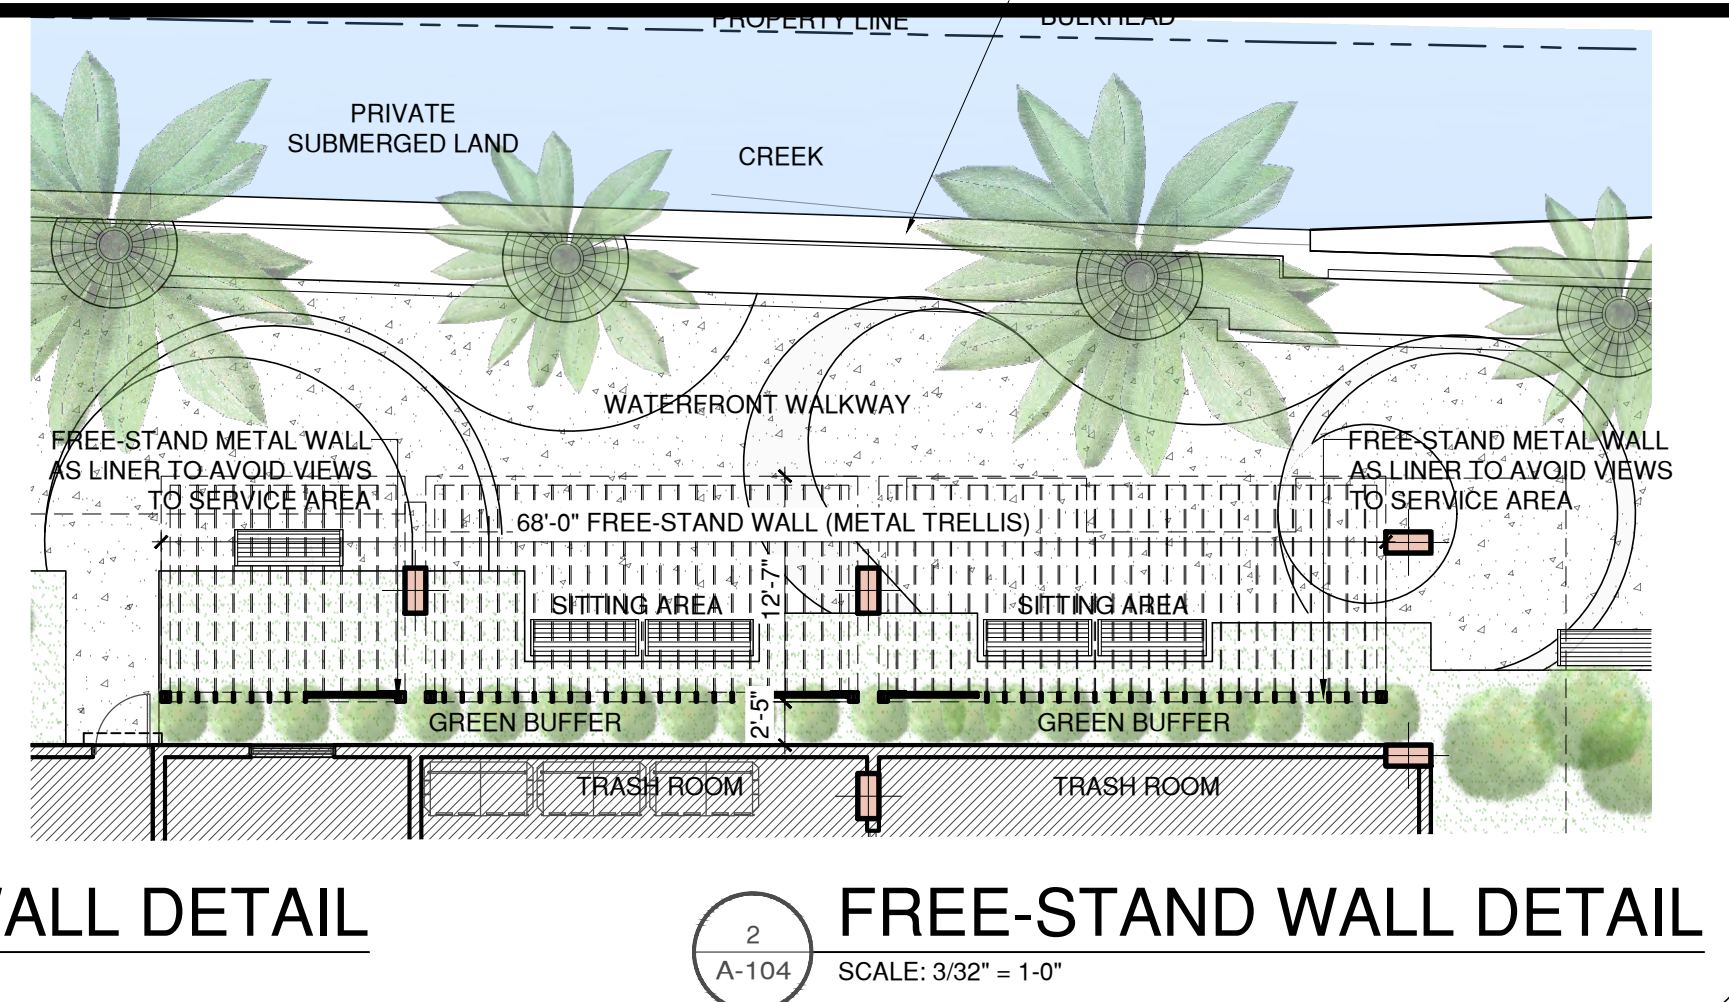 PROPERTY LINE
BULKHEAD
PRIVATE
SUBMERGED LAND
CREEK
WATERFRONT WALKWAY
FREE-STAND METAL WALL
AS LINER TO AVOID VIEWS
TO SERVICE AREA
FREE-STAND METAL WALL
AS LINER TO AVOID VIEWS
TO SERVICE AREA
68'-0" FREE-STAND WALL (METAL TRELLIS)
12'-7"
SITTING AREA
SITTING AREA
2'-5"
GREEN BUFFER
GREEN BUFFER
TRASH ROOM
TRASH ROOM
WALL DETAIL
2
A-104
FREE-STAND WALL DETAIL
SCALE: 3/32" = 1-0"